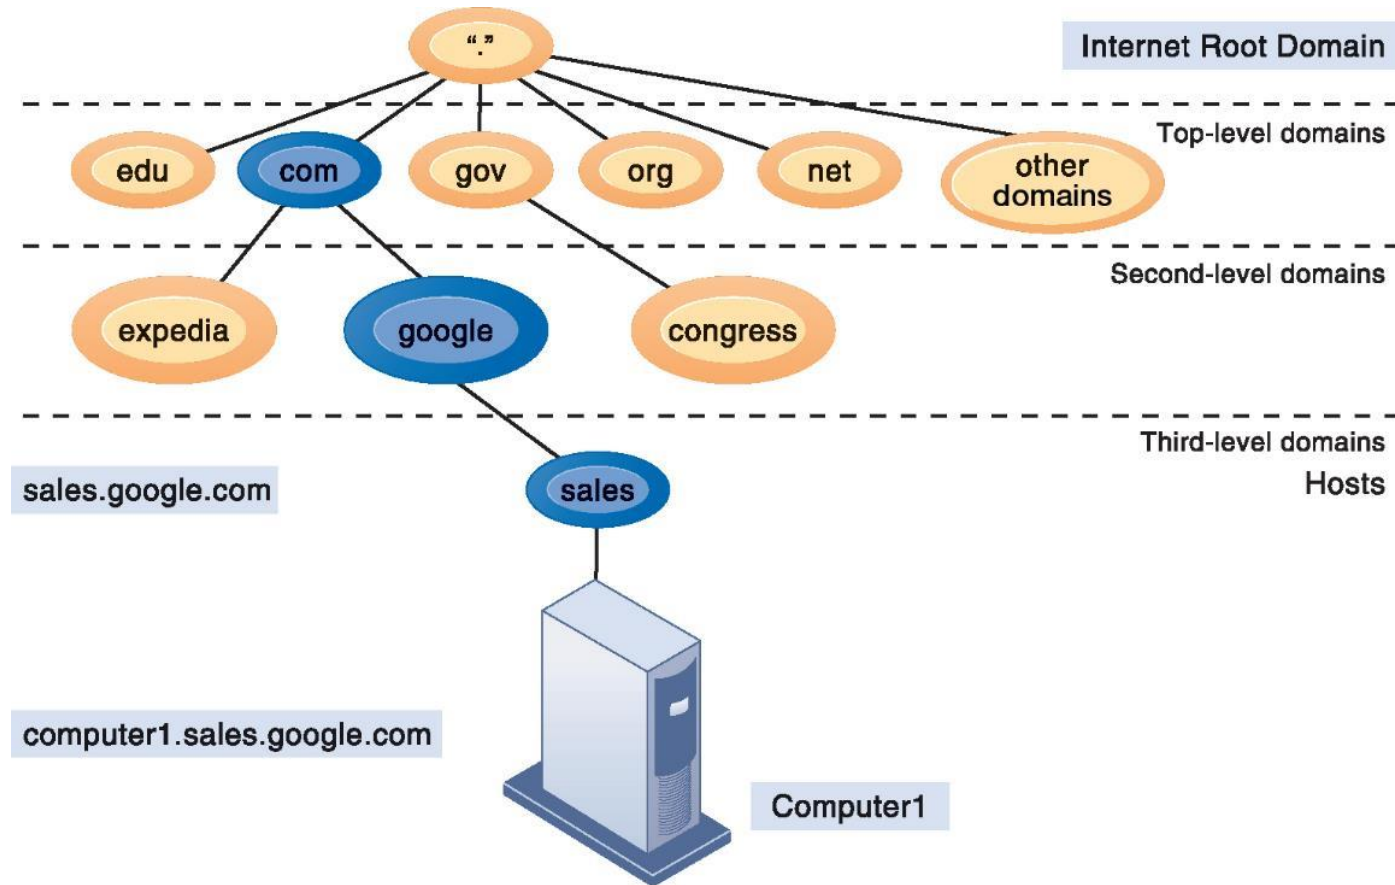 “.”
Internet Root Domain
Top-level domains
edu
com
gov
org
net
other
domains
Second-level domains
expedia
google
congress
Third-level domains
Hosts
sales.google.com
sales
computer1.sales.google.com
Computer1